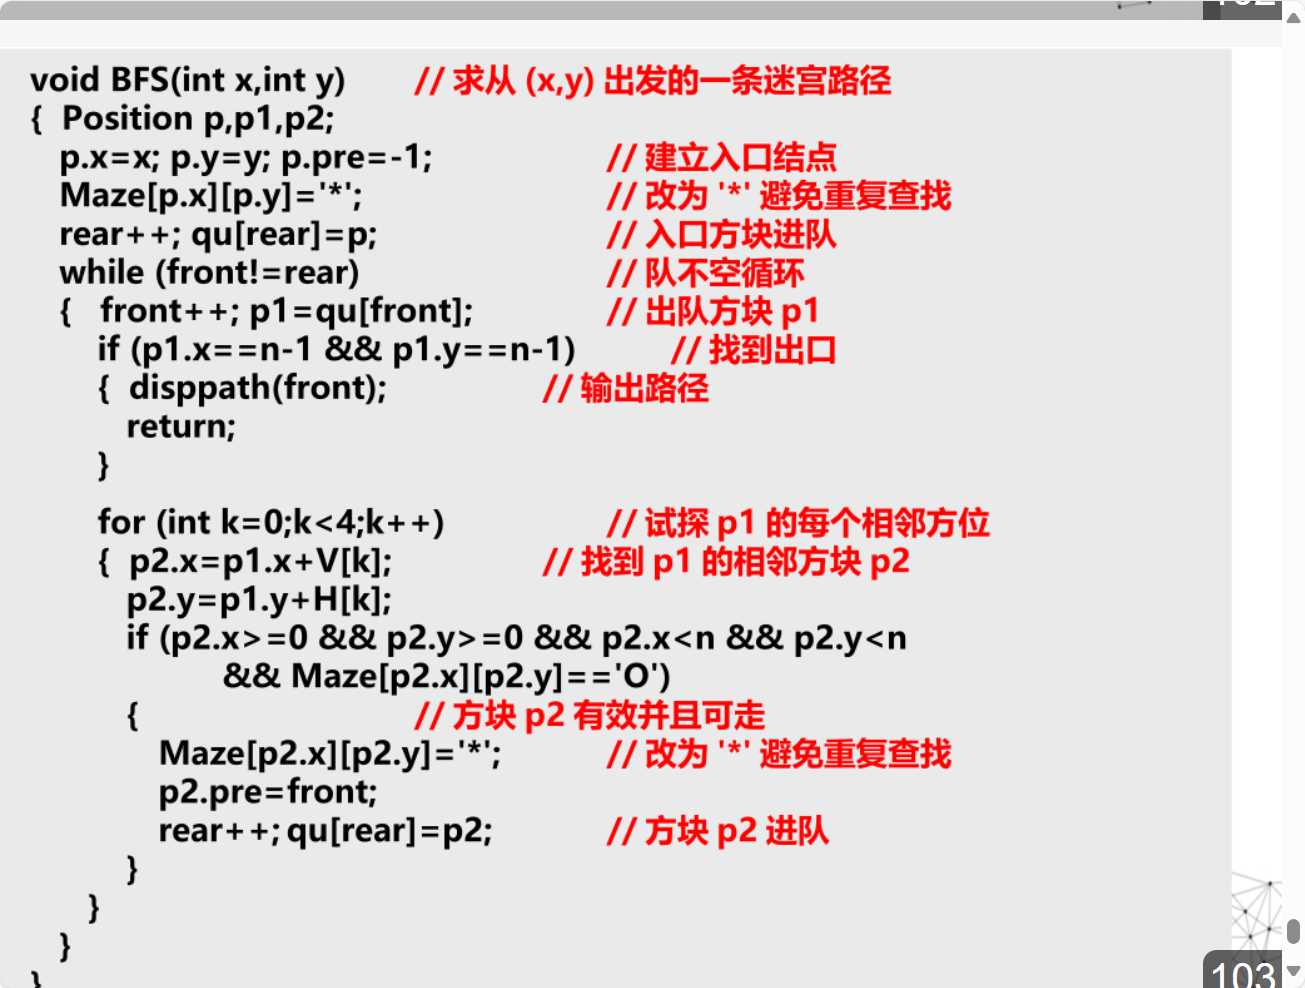 void BFS(int x,int y) // 求从 (x,y) 出发的一条迷宫路径
{ Position p,p1,p2;
p.x=x; p.y=y; p.pre=-1; // 建立入口结点
Maze[p.x][p.y]='*'; // 改为 '*' 避免重复查找
rear++; qu[rear]=p; // 入口方块进队
while (front!=rear) // 队不空循环
{ front++; p1=qu[front]; // 出队方块 p1
if (p1.x==n-1 && p1.y==n-1) // 找到出口
{ disppath(front); // 输出路径
return;
}
for (int k=0;k<4;k++) // 试探 p1 的每个相邻方位
{ p2.x=p1.x+V[k]; // 找到 p1 的相邻方块 p2
p2.y=p1.y+H[k];
if (p2.x>=0 && p2.y>=0 && p2.x<n && p2.y<n
&& Maze[p2.x][p2.y]=='O')
{ // 方块 p2 有效并且可走
Maze[p2.x][p2.y]='*'; // 改为 '*' 避免重复查找
p2.pre=front;
rear++; qu[rear]=p2; // 方块 p2 进队
}
}
}
}
103